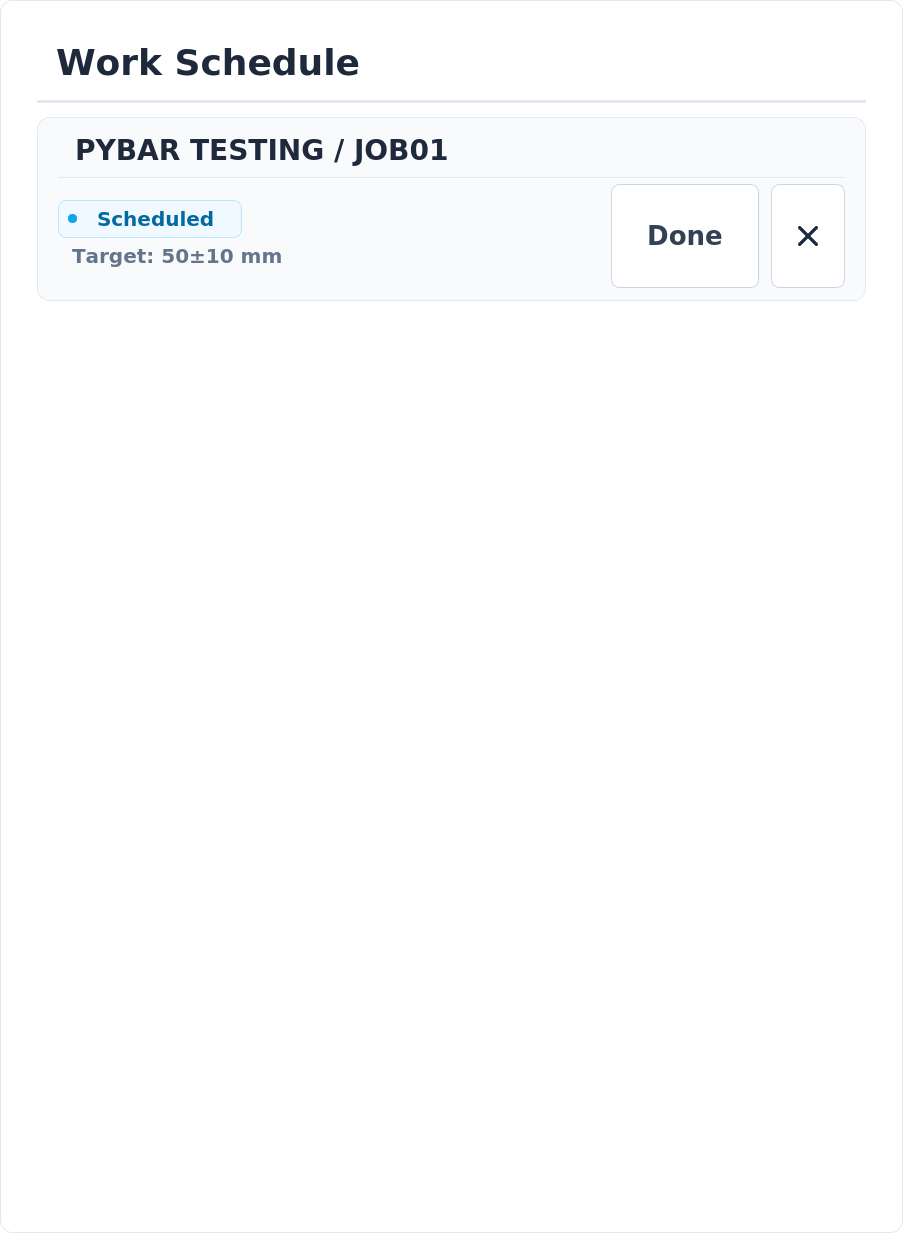 Work Schedule
PYBAR TESTING / JOB01
Scheduled
Target: 50±10 mm
Done